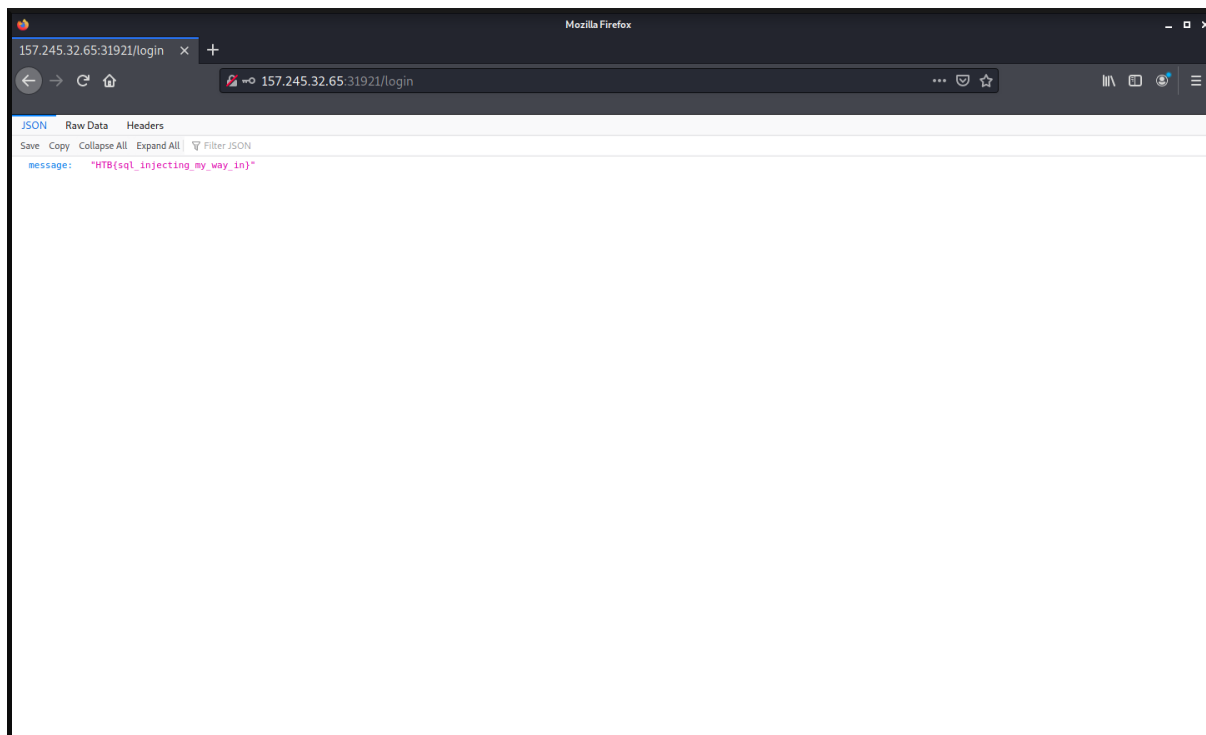 Mozilla Firefox
157.245.32.65:31921/login
157.245.32.65:31921/login
JSON Raw Data Headers
Save Copy Collapse All Expand All Filter JSON
message: "HTB{sql_injecting_my_way_in}"